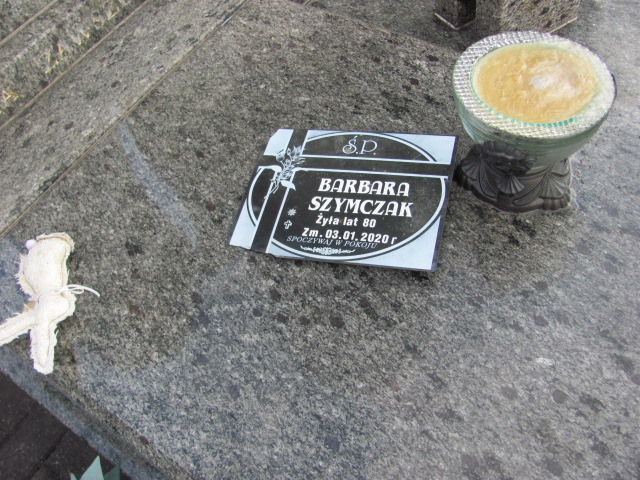 Ś.P.
BARBARA
SZYMCZAK
Żyła lat 80
Zm. 03.01.2020 r
SPOCZYWAJ W POKOJU